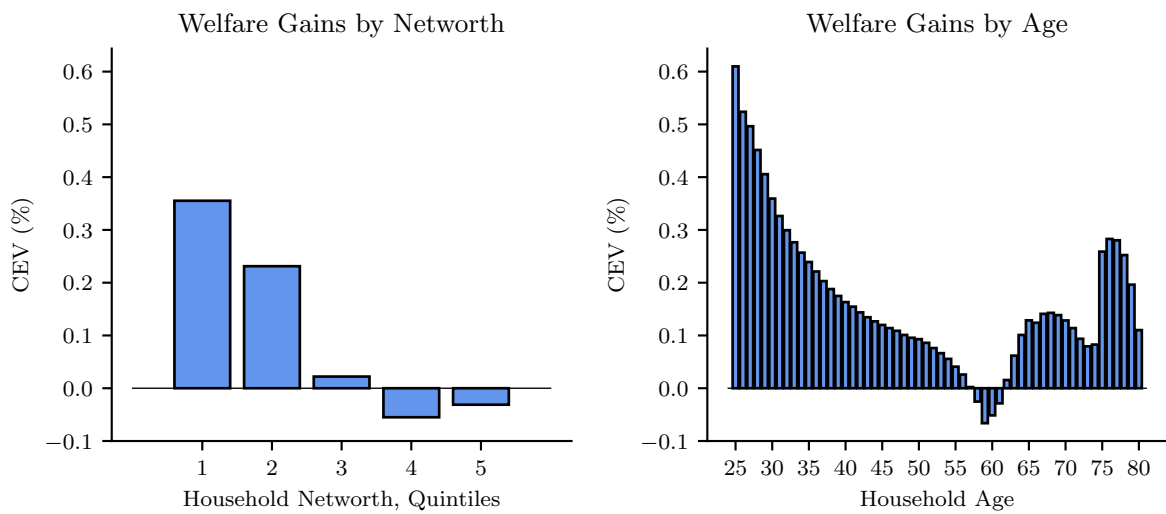 Welfare Gains by Networth
CEV (%)
0.6
0.5
0.4
0.3
0.2
0.1
0.0
−0.1
1 2 3 4 5
Household Networth, Quintiles
Welfare Gains by Age
CEV (%)
0.6
0.5
0.4
0.3
0.2
0.1
0.0
−0.1
25 30 35 40 45 50 55 60 65 70 75 80
Household Age